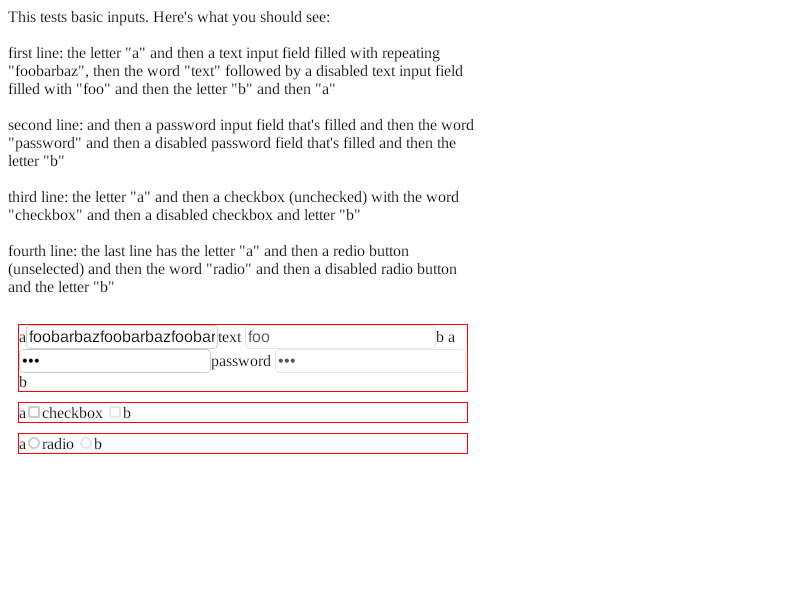 This tests basic inputs. Here's what you should see:
first line: the letter "a" and then a text input field filled with repeating
"foobarbaz", then the word "text" followed by a disabled text input field
filled with "foo" and then the letter "b" and then "a"
second line: and then a password input field that's filled and then the word
"password" and then a disabled password field that's filled and then the
letter "b"
third line: the letter "a" and then a checkbox (unchecked) with the word
"checkbox" and then a disabled checkbox and letter "b"
fourth line: the last line has the letter "a" and then a redio button
(unselected) and then the word "radio" and then a disabled radio button
and the letter "b"
a foobarbazfoobarbazfoobar text foo b a
••• password •••
b
a checkbox b
a radio b